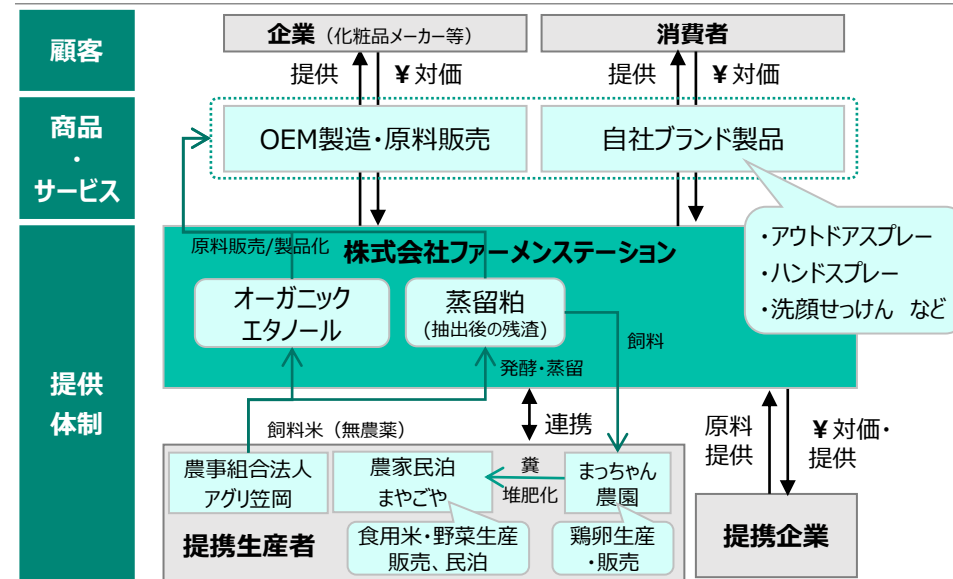 顧客
企業（化粧品メーカー等）
消費者
提供
¥対価
提供
¥対価
商品
・
サービス
OEM製造・原料販売
自社ブランド製品
・アウトドアスプレー
・ハンドスプレー
・洗顔せっけん など
提供
体制
原料販売/製品化
株式会社ファーメンステーション
オーガニック
エタノール
蒸留粕
(抽出後の残渣)
飼料
発酵・蒸留
飼料米（無農薬）
連携
原料
提供
¥対価・
提供
農事組合法人
アグリ笠岡
農家民泊
まやごや
糞
堆肥化
まっちゃん
農園
提携生産者
食用米・野菜生産
販売、民泊
鶏卵生産
・販売
提携企業